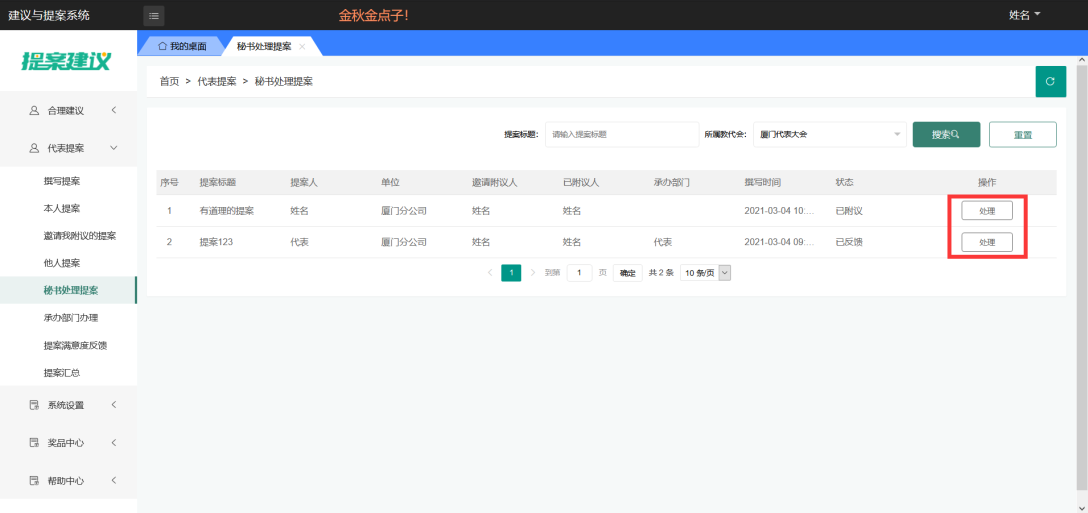 建议与提案系统 金秋金点子！ 姓名
提案建议
我的桌面 秘书处理提案 ×
首页 > 代表提案 > 秘书处理提案
合理建议
代表提案
撰写提案
本人提案
邀请我附议的提案
他人提案
秘书处理提案
承办部门办理
提案满意度反馈
提案汇总
系统设置
奖品中心
帮助中心
提案标题： 请输入提案标题 所属教代会： 厦门代表大会 搜索 重置
序号 提案标题 提案人 单位 邀请附议人 已附议人 承办部门 撰写时间 状态 操作
1 有道理的提案 姓名 厦门分公司 姓名 姓名 2021-03-04 10:... 已附议 处理
2 提案123 代表 厦门分公司 姓名 姓名 代表 2021-03-04 09:... 已反馈 处理
< 1 > 到第 1 页 确定 共 2 条 10 条/页